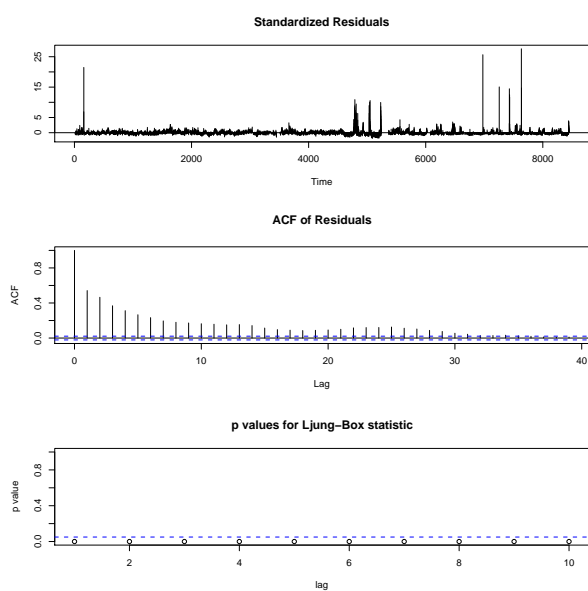 Standardized Residuals
25
15
5
0
0 2000 4000 6000 8000
Time
ACF of Residuals
ACF
0.8
0.4
0.0
0 10 20 30 40
Lag
p values for Ljung−Box statistic
p value
0.8
0.4
0.0
2 4 6 8 10
lag